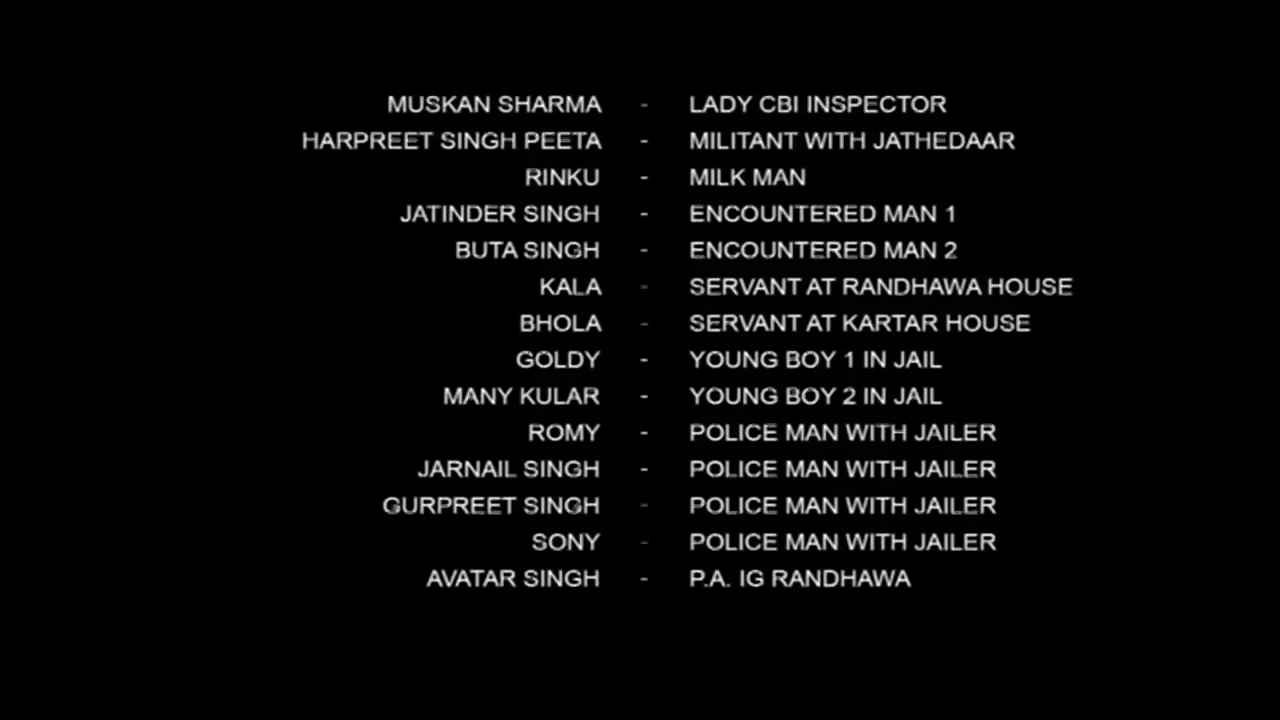 MUSKAN SHARMA - LADY CBI INSPECTOR
HARPREET SINGH PEETA - MILITANT WITH JATHEDAAR
RINKU - MILK MAN
JATINDER SINGH - ENCOUNTERED MAN 1
BUTA SINGH - ENCOUNTERED MAN 2
KALA - SERVANT AT RANDHAWA HOUSE
BHOLA - SERVANT AT KARTAR HOUSE
GOLDY - YOUNG BOY 1 IN JAIL
MANY KULAR - YOUNG BOY 2 IN JAIL
ROMY - POLICE MAN WITH JAILER
JARNAIL SINGH - POLICE MAN WITH JAILER
GURPREET SINGH - POLICE MAN WITH JAILER
SONY - POLICE MAN WITH JAILER
AVATAR SINGH - P.A. IG RANDHAWA